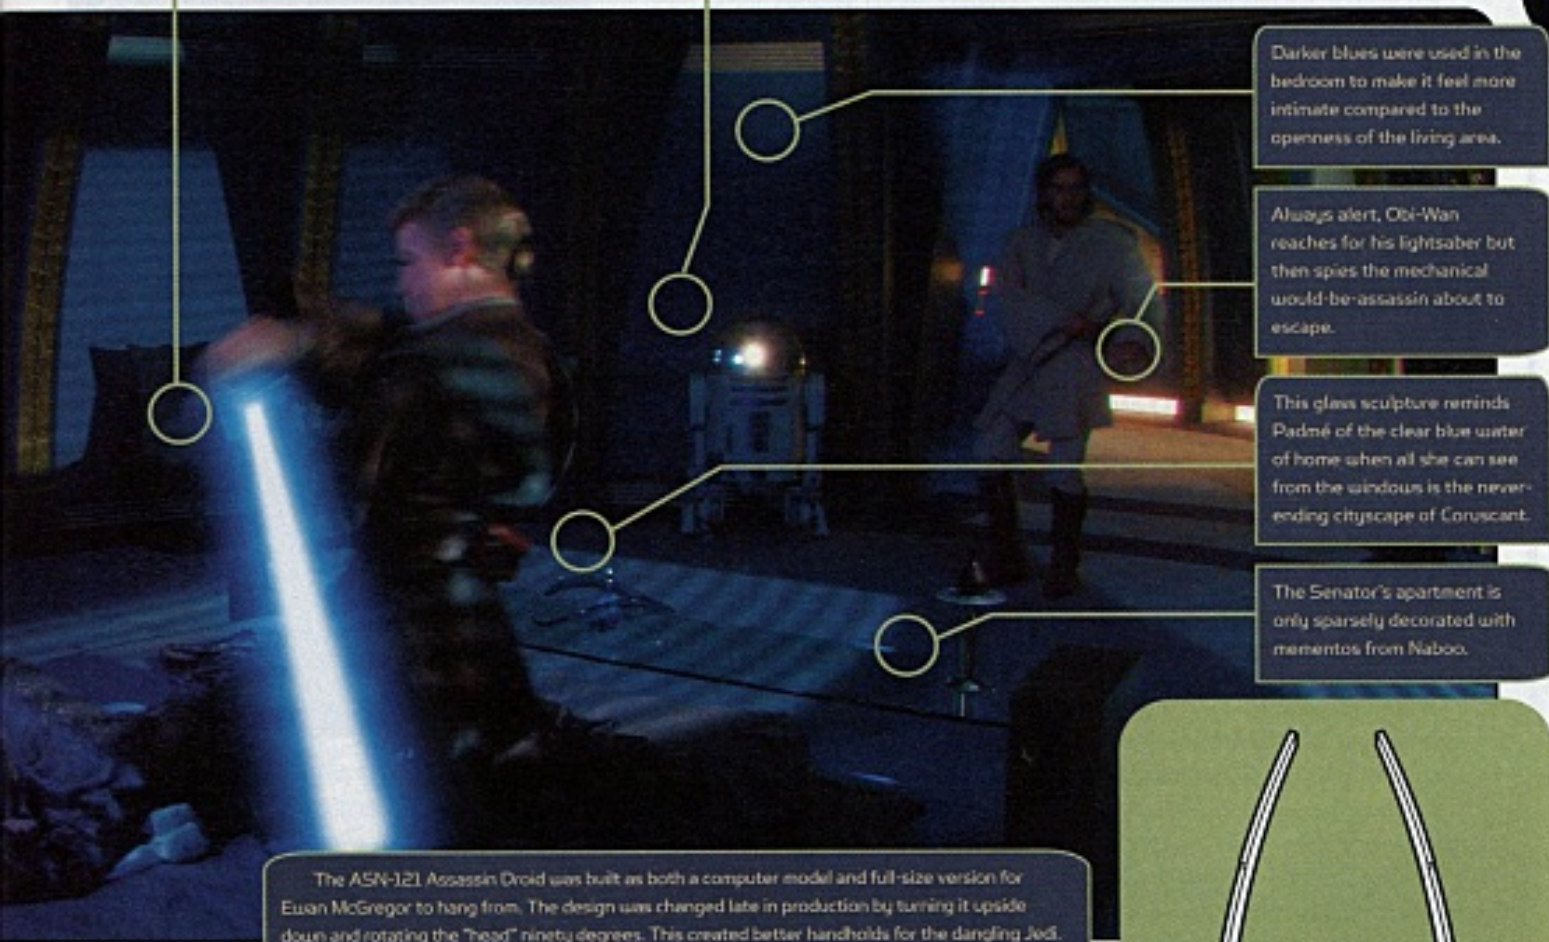 Darker blues were used in the
bedroom to make it feel more
intimate compared to the
openness of the living area.
Always alert, Obi-Wan
reaches for his lightsaber but
then spies the mechanical
would-be-assassin about to
escape.
This glass sculpture reminds
Padmé of the clear blue water
of home when all she can see
from the windows is the never-
ending cityscape of Coruscant.
The Senator's apartment is
only sparsely decorated with
mementos from Naboo.
The ASN-121 Assassin Droid was built as both a computer model and full-size version for
Ewan McGregor to hang from. The design was changed late in production by turning it upside
down and rotating the "head" ninety degrees. This created better handholds for the dangling Jedi.